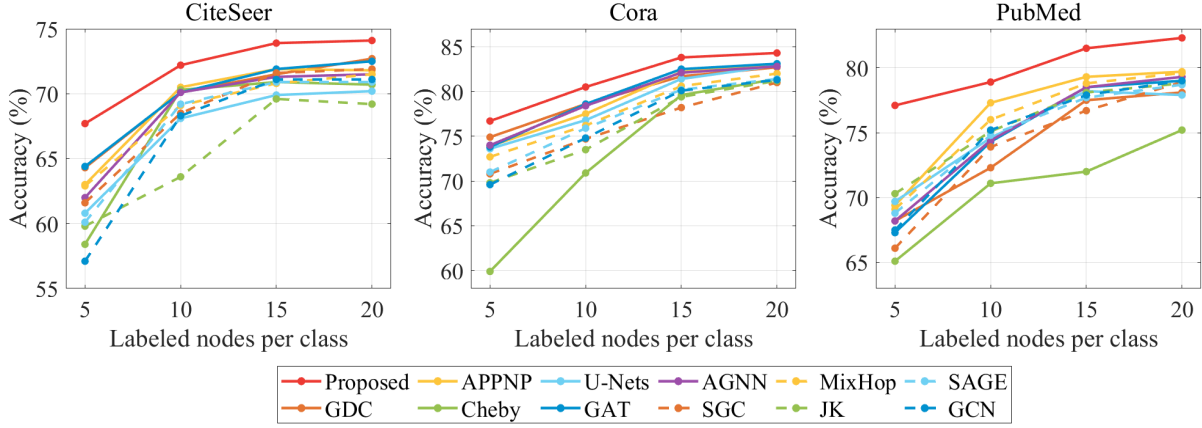 CiteSeer
75
70
65
60
55
Accuracy (%)
5 10 15 20
Labeled nodes per class
Cora
85
80
75
70
65
60
Accuracy (%)
5 10 15 20
Labeled nodes per class
PubMed
80
75
70
65
Accuracy (%)
5 10 15 20
Labeled nodes per class
Proposed APPNP U-Nets AGNN MixHop SAGE
GDC Cheby GAT SGC JK GCN